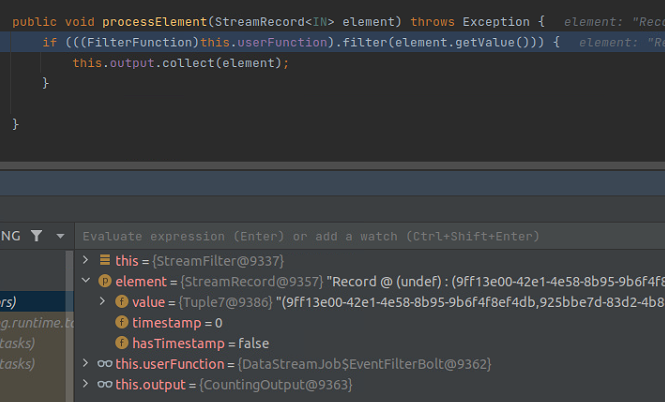 public void processElement(StreamRecord<IN> element) throws Exception {  element: "Reco
if (((FilterFunction)this.userFunction).filter(element.getValue())) {  element: "Re
this.output.collect(element);
}
}
NG
Evaluate expression (Enter) or add a watch (Ctrl+Shift+Enter)
this = {StreamFilter@9337}
element = {StreamRecord@9357} "Record @ (undef) : (9ff13e00-42e1-4e58-8b95-9b6f4f8
rs)
value = {Tuple7@9386} "(9ff13e00-42e1-4e58-8b95-9b6f4f8ef4db,925bbe7d-83d2-4b8
g.runtime.ta
timestamp = 0
tasks)
hasTimestamp = false
tasks)
this.userFunction = {DataStreamJob$EventFilterBolt@9362}
this.output = {CountingOutput@9363}